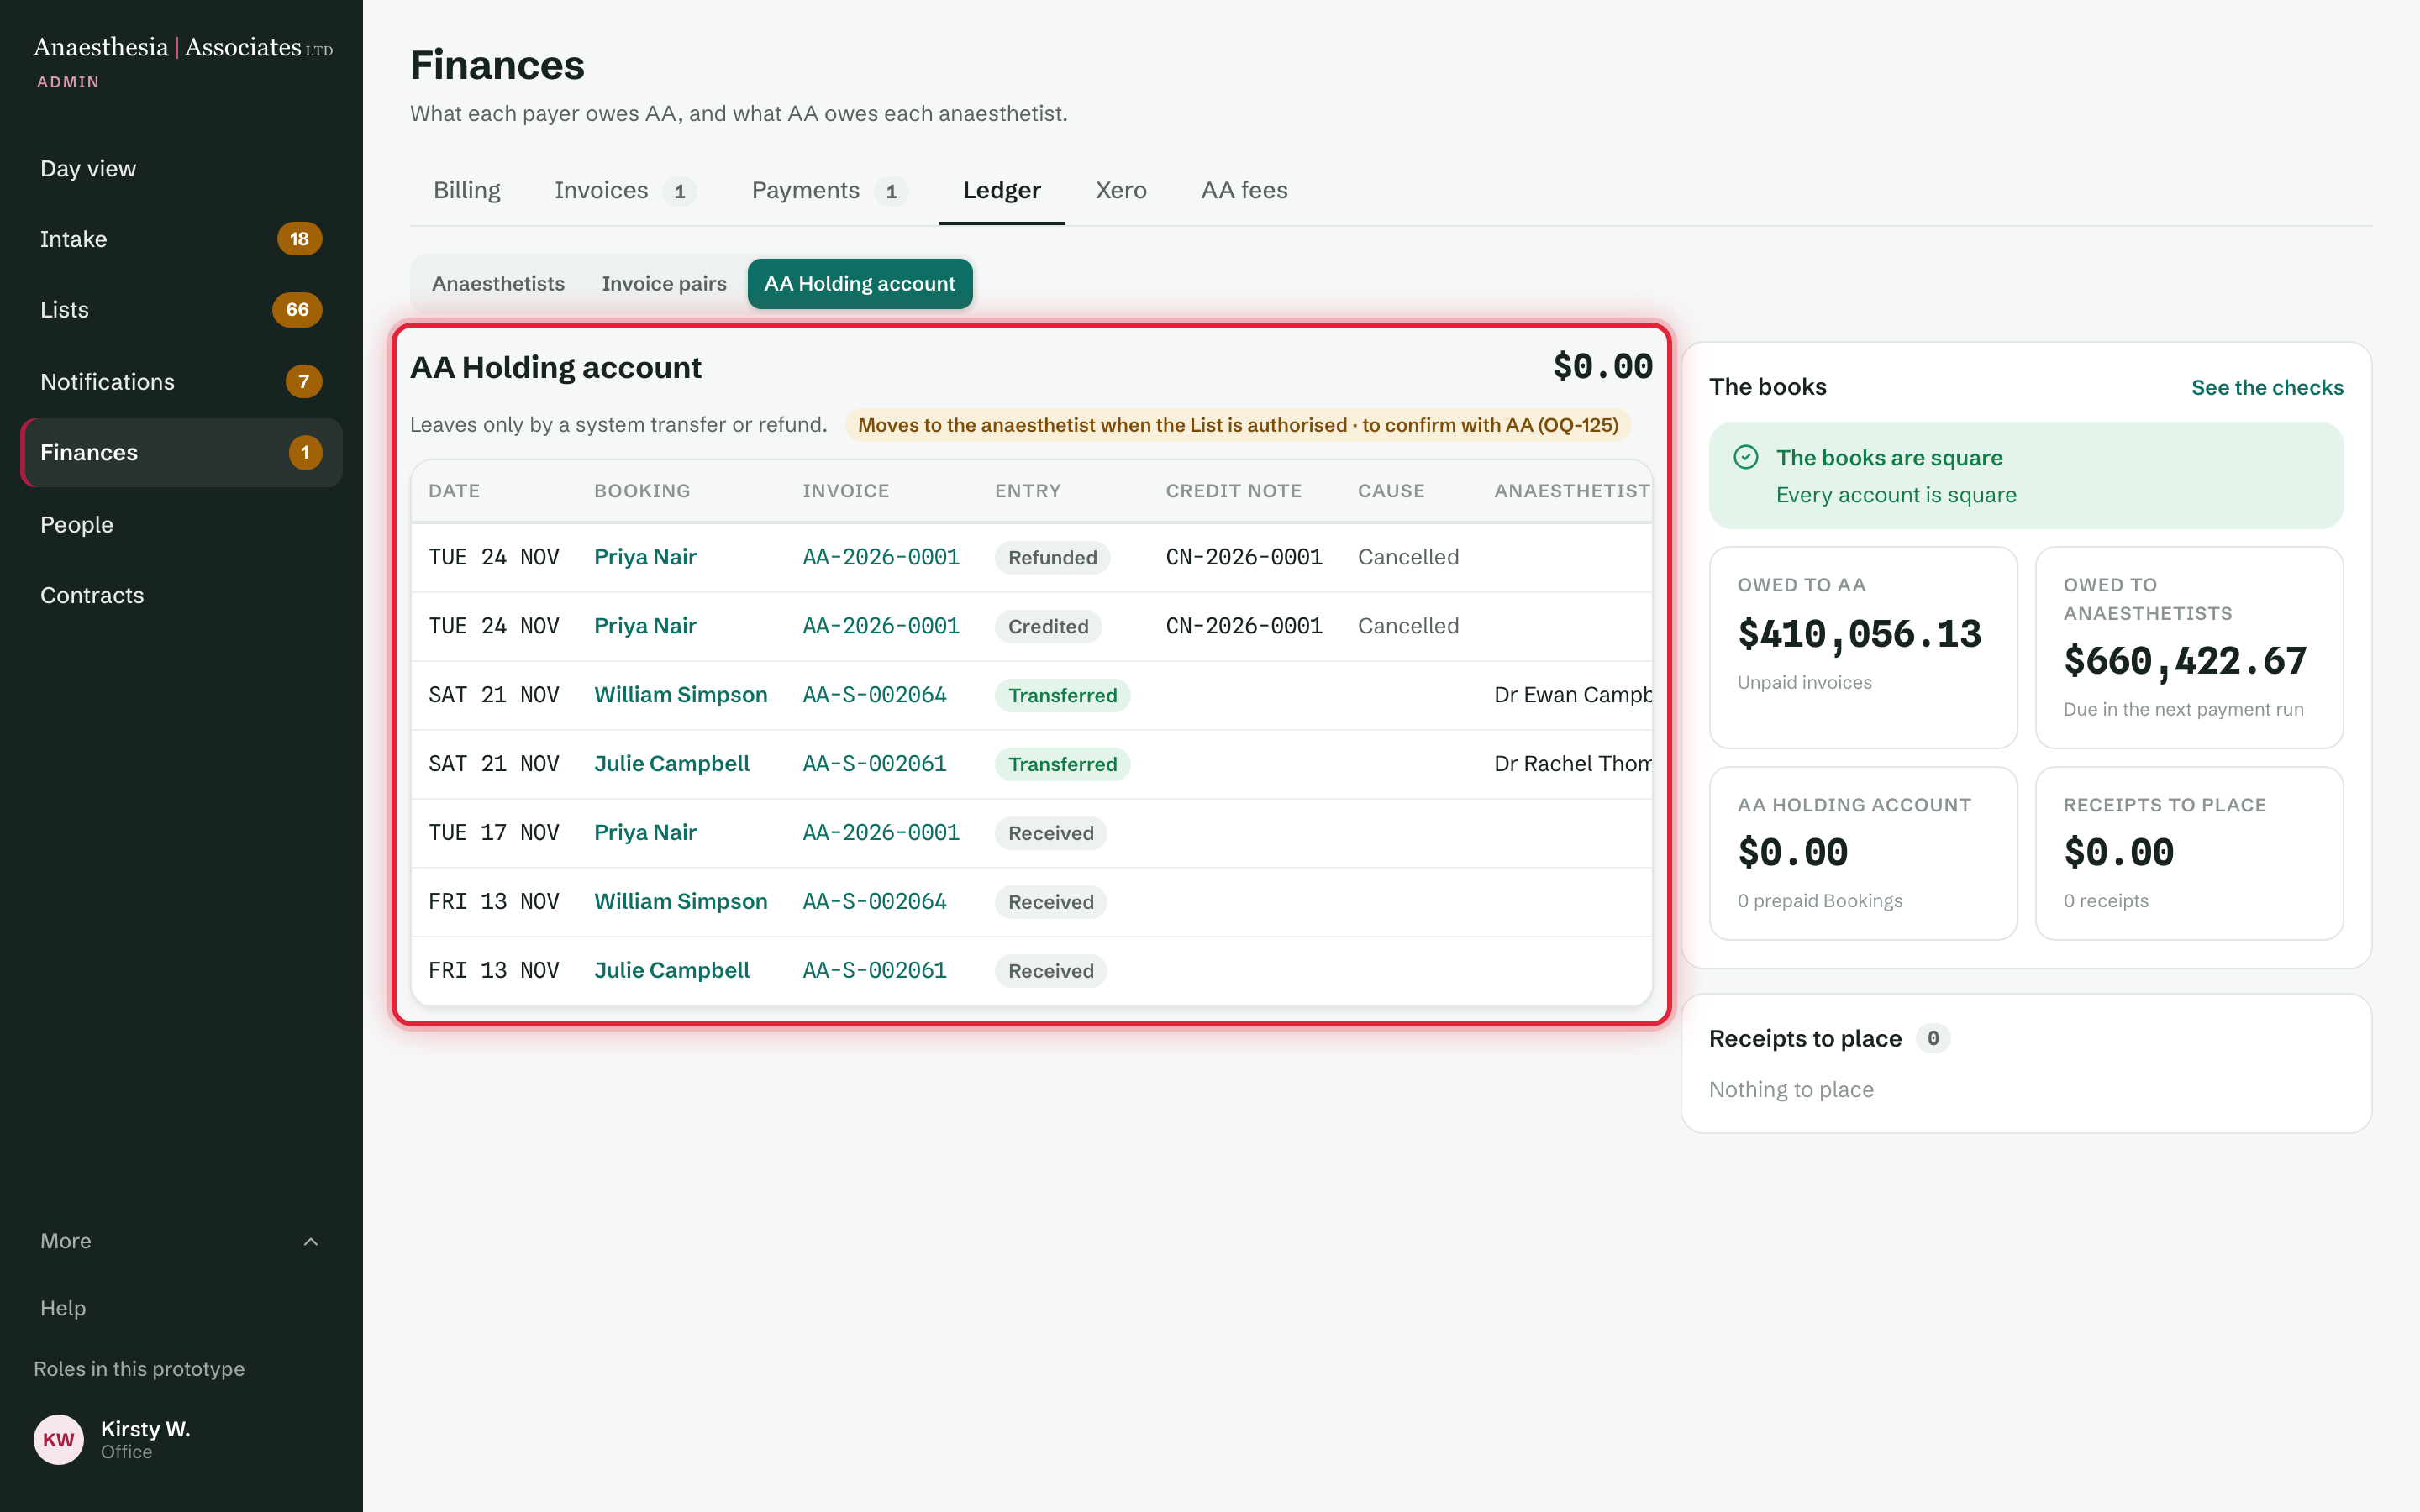 Anaesthesia | Associates LTD
ADMIN
Day view
Intake 18
Lists 66
Notifications 7
Finances 1
People
Contracts
More
Help
Roles in this prototype
KW
Kirsty W.
Office
Finances
What each payer owes AA, and what AA owes each anaesthetist.
Billing Invoices 1 Payments 1 Ledger Xero AA fees
Anaesthetists Invoice pairs AA Holding account
AA Holding account $0.00
Leaves only by a system transfer or refund. Moves to the anaesthetist when the List is authorised · to confirm with AA (OQ-125)
DATE BOOKING INVOICE ENTRY CREDIT NOTE CAUSE ANAESTHETIST
TUE 24 NOV Priya Nair AA-2026-0001 Refunded CN-2026-0001 Cancelled
TUE 24 NOV Priya Nair AA-2026-0001 Credited CN-2026-0001 Cancelled
SAT 21 NOV William Simpson AA-S-002064 Transferred Dr Ewan Campb
SAT 21 NOV Julie Campbell AA-S-002061 Transferred Dr Rachel Thom
TUE 17 NOV Priya Nair AA-2026-0001 Received
FRI 13 NOV William Simpson AA-S-002064 Received
FRI 13 NOV Julie Campbell AA-S-002061 Received
The books See the checks
The books are square
Every account is square
OWED TO AA
$410,056.13
Unpaid invoices
OWED TO
ANAESTHETISTS
$660,422.67
Due in the next payment run
AA HOLDING ACCOUNT
$0.00
0 prepaid Bookings
RECEIPTS TO PLACE
$0.00
0 receipts
Receipts to place 0
Nothing to place